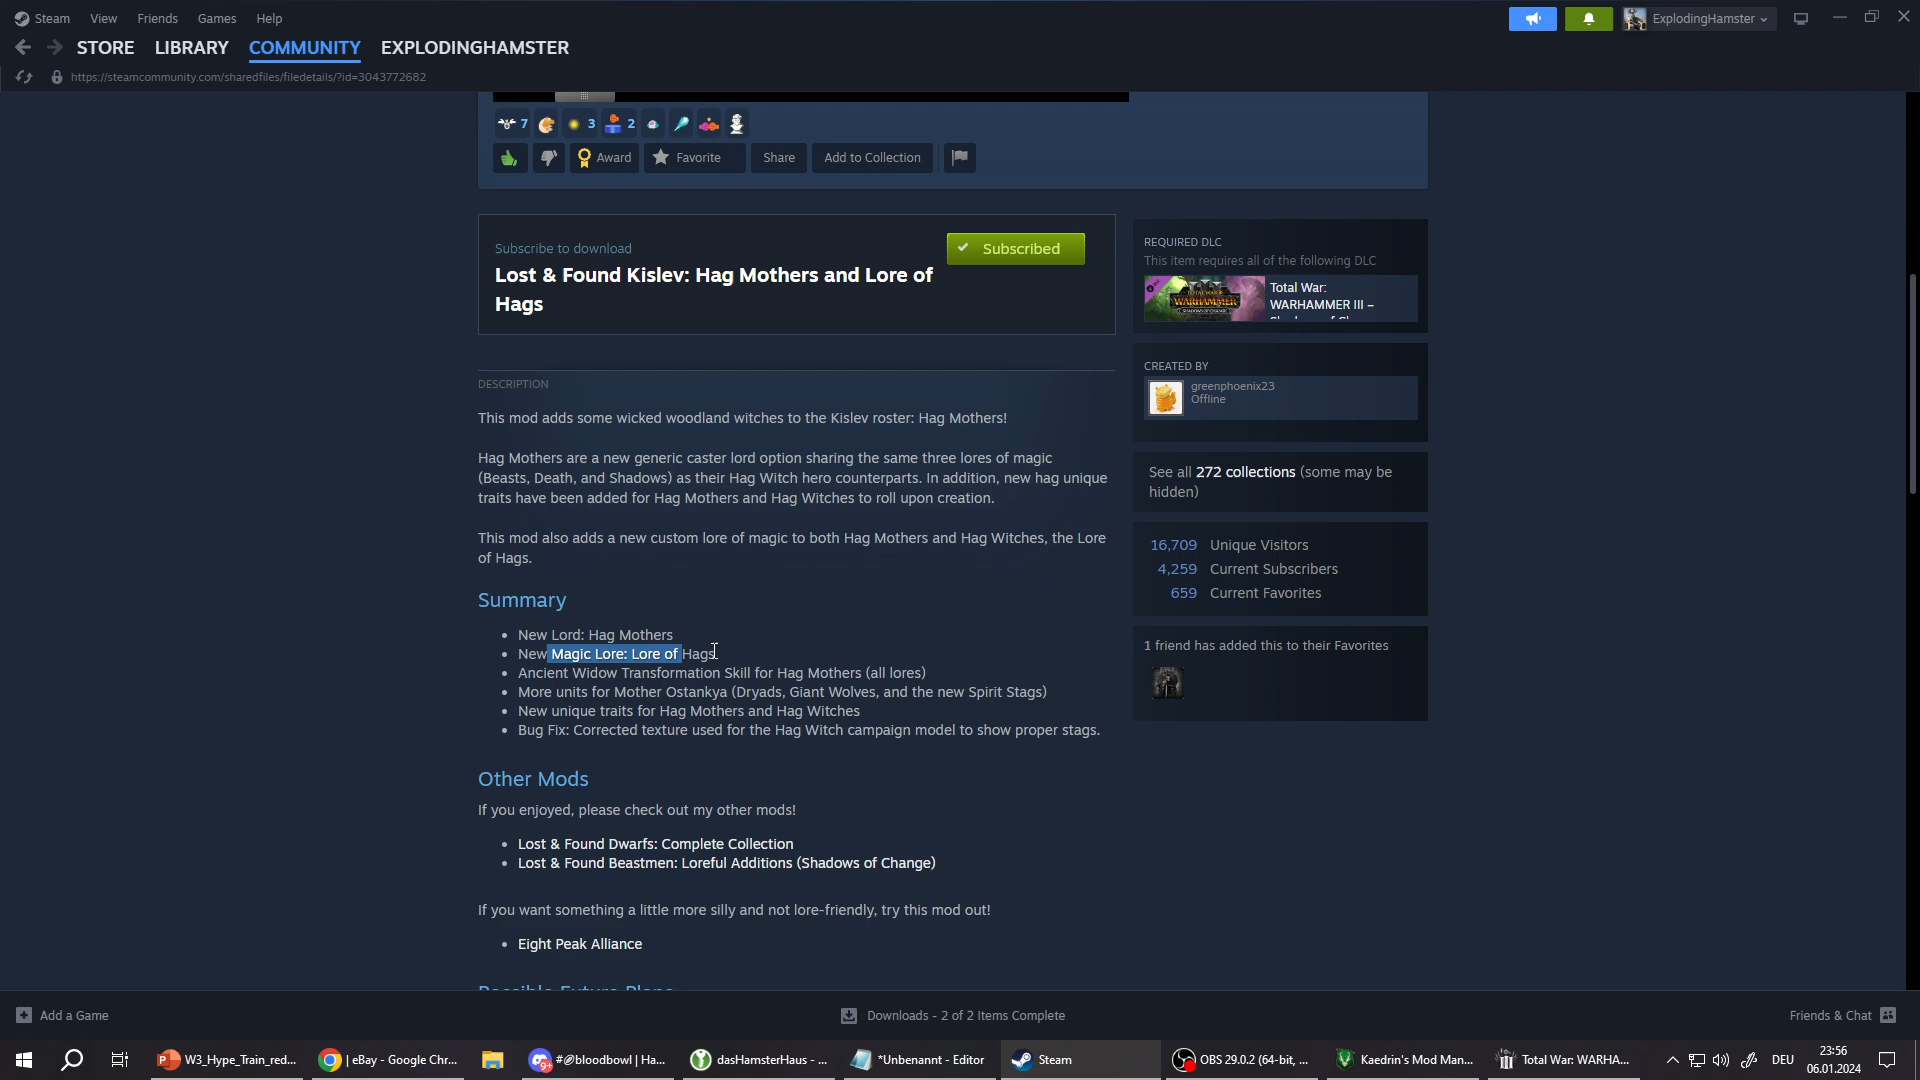 Steam View Friends Games Help
ExplodingHamster
STORE LIBRARY COMMUNITY EXPLODINGHAMSTER
https://steamcommunity.com/sharedfiles/filedetails/?id=3043772682
7 3 2
Award Favorite Share Add to Collection
Subscribe to download
Subscribed
Lost & Found Kislev: Hag Mothers and Lore of
Hags
DESCRIPTION
This mod adds some wicked woodland witches to the Kislev roster: Hag Mothers!
Hag Mothers are a new generic caster lord option sharing the same three lores of magic
(Beasts, Death, and Shadows) as their Hag Witch hero counterparts. In addition, new hag unique
traits have been added for Hag Mothers and Hag Witches to roll upon creation.
This mod also adds a new custom lore of magic to both Hag Mothers and Hag Witches, the Lore
of Hags.
Summary
• New Lord: Hag Mothers
• New Magic Lore: Lore of Hags
• Ancient Widow Transformation Skill for Hag Mothers (all lores)
• More units for Mother Ostankya (Dryads, Giant Wolves, and the new Spirit Stags)
• New unique traits for Hag Mothers and Hag Witches
• Bug Fix: Corrected texture used for the Hag Witch campaign model to show proper stags.
Other Mods
If you enjoyed, please check out my other mods!
• Lost & Found Dwarfs: Complete Collection
• Lost & Found Beastmen: Loreful Additions (Shadows of Change)
If you want something a little more silly and not lore-friendly, try this mod out!
• Eight Peak Alliance
REQUIRED DLC
This item requires all of the following DLC
TOTAL WAR
WARHAMMER
SHADOWS OF CHANGE
Total War:
WARHAMMER III –
CREATED BY
greenphoenix23
Offline
See all 272 collections (some may be
hidden)
16,709 Unique Visitors
4,259 Current Subscribers
659 Current Favorites
1 friend has added this to their Favorites
Add a Game
Downloads - 2 of 2 Items Complete
Friends & Chat
W3_Hype_Train_red...
| eBay - Google Chr...
#@bloodbowl | Ha...
dasHamsterHaus - ...
*Unbenannt - Editor
Steam
OBS 29.0.2 (64-bit, ...
Kaedrin's Mod Man...
Total War: WARHA...
DEU
23:56
06.01.2024